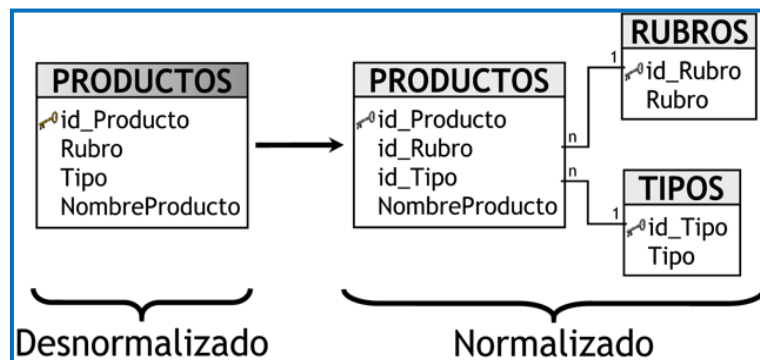 PRODUCTOS
id_Producto
Rubro
Tipo
NombreProducto
Desnormalizado
PRODUCTOS
id_Producto
id_Rubro
id_Tipo
NombreProducto
n
n
1
1
RUBROS
id_Rubro
Rubro
TIPOS
id_Tipo
Tipo
Normalizado